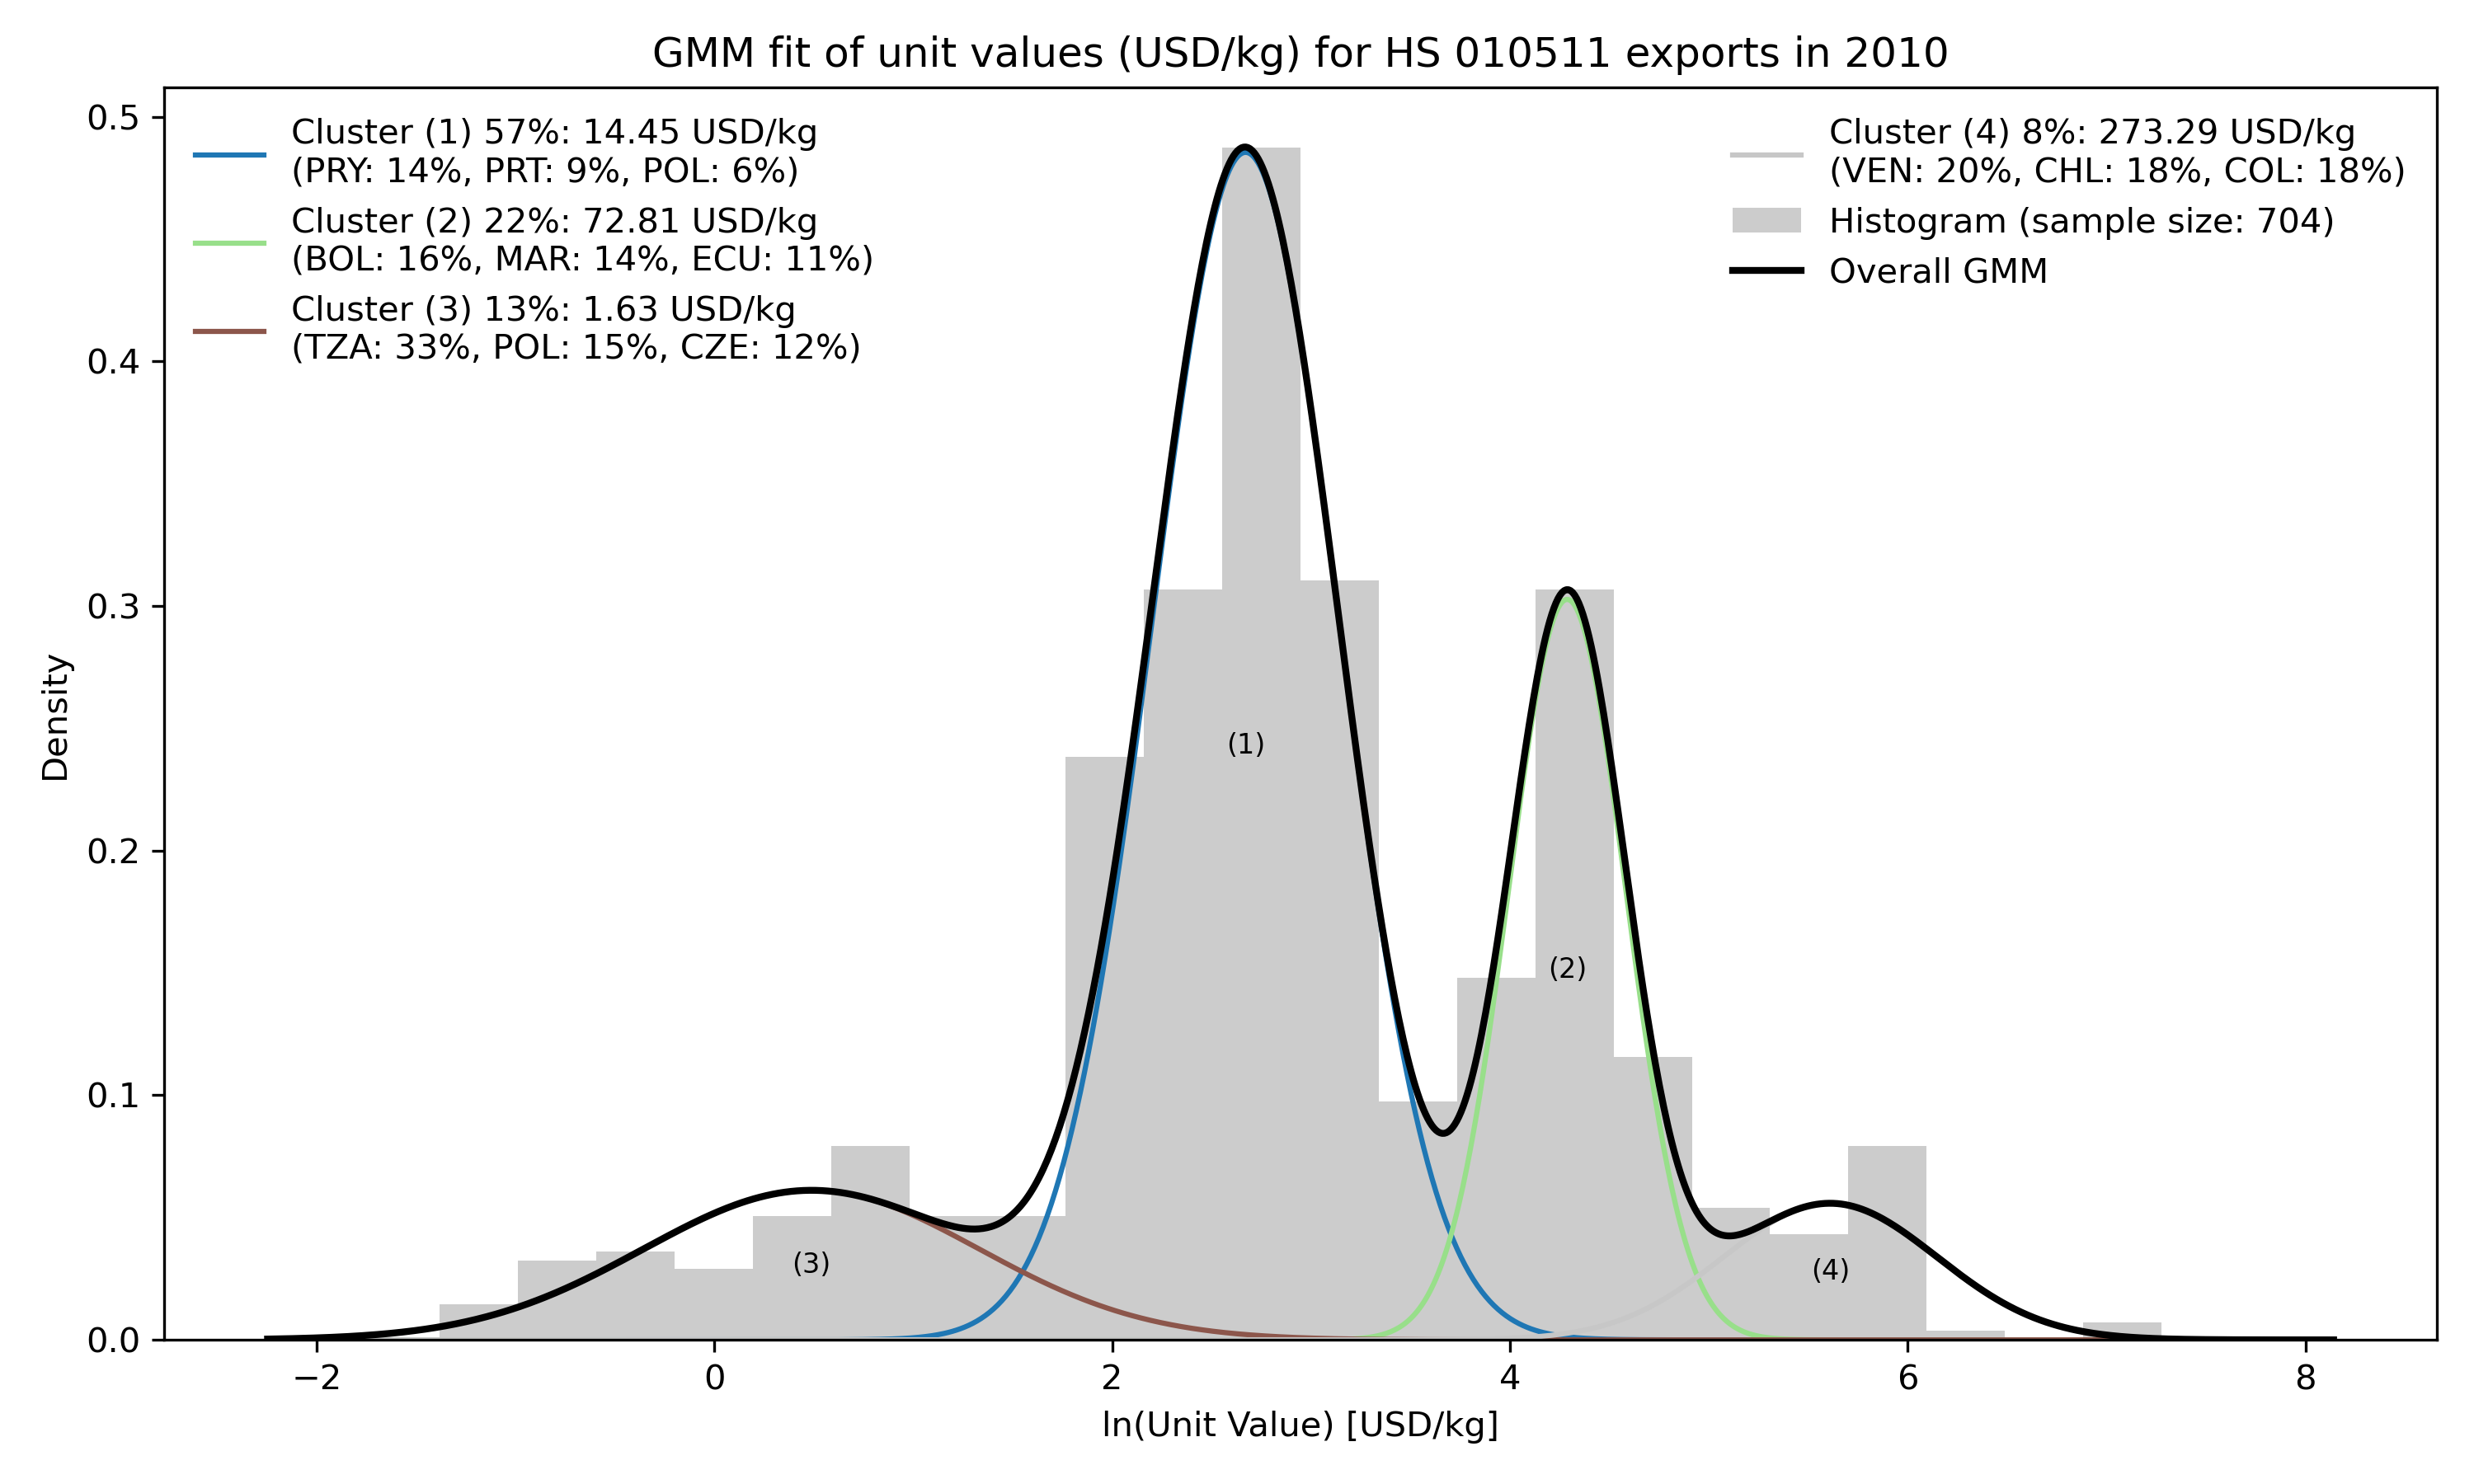 GMM fit of unit values (USD/kg) for HS 010511 exports in 2010
Cluster (1) 57%: 14.45 USD/kg
(PRY: 14%, PRT: 9%, POL: 6%)
Cluster (2) 22%: 72.81 USD/kg
(BOL: 16%, MAR: 14%, ECU: 11%)
Cluster (3) 13%: 1.63 USD/kg
(TZA: 33%, POL: 15%, CZE: 12%)
Cluster (4) 8%: 273.29 USD/kg
(VEN: 20%, CHL: 18%, COL: 18%)
Histogram (sample size: 704)
Overall GMM
Density
0.5
0.4
0.3
0.2
0.1
0.0
(1)
(2)
(3)
(4)
−2 0 2 4 6 8
ln(Unit Value) [USD/kg]